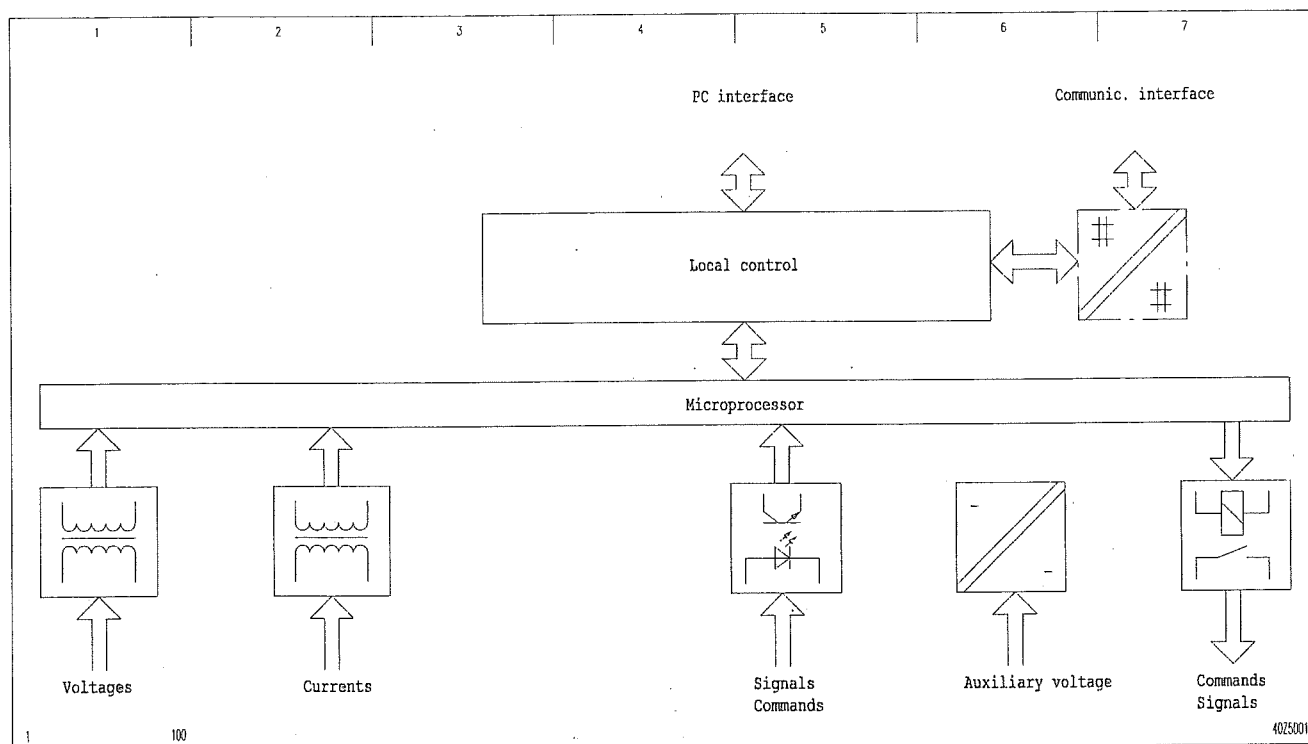 1 2 3 4 5 6 7
PC interface Communic. interface
Local control
Microprocessor
Voltages Currents Signals Auxiliary voltage Commands
Commands Signals
1 100 40Z5001